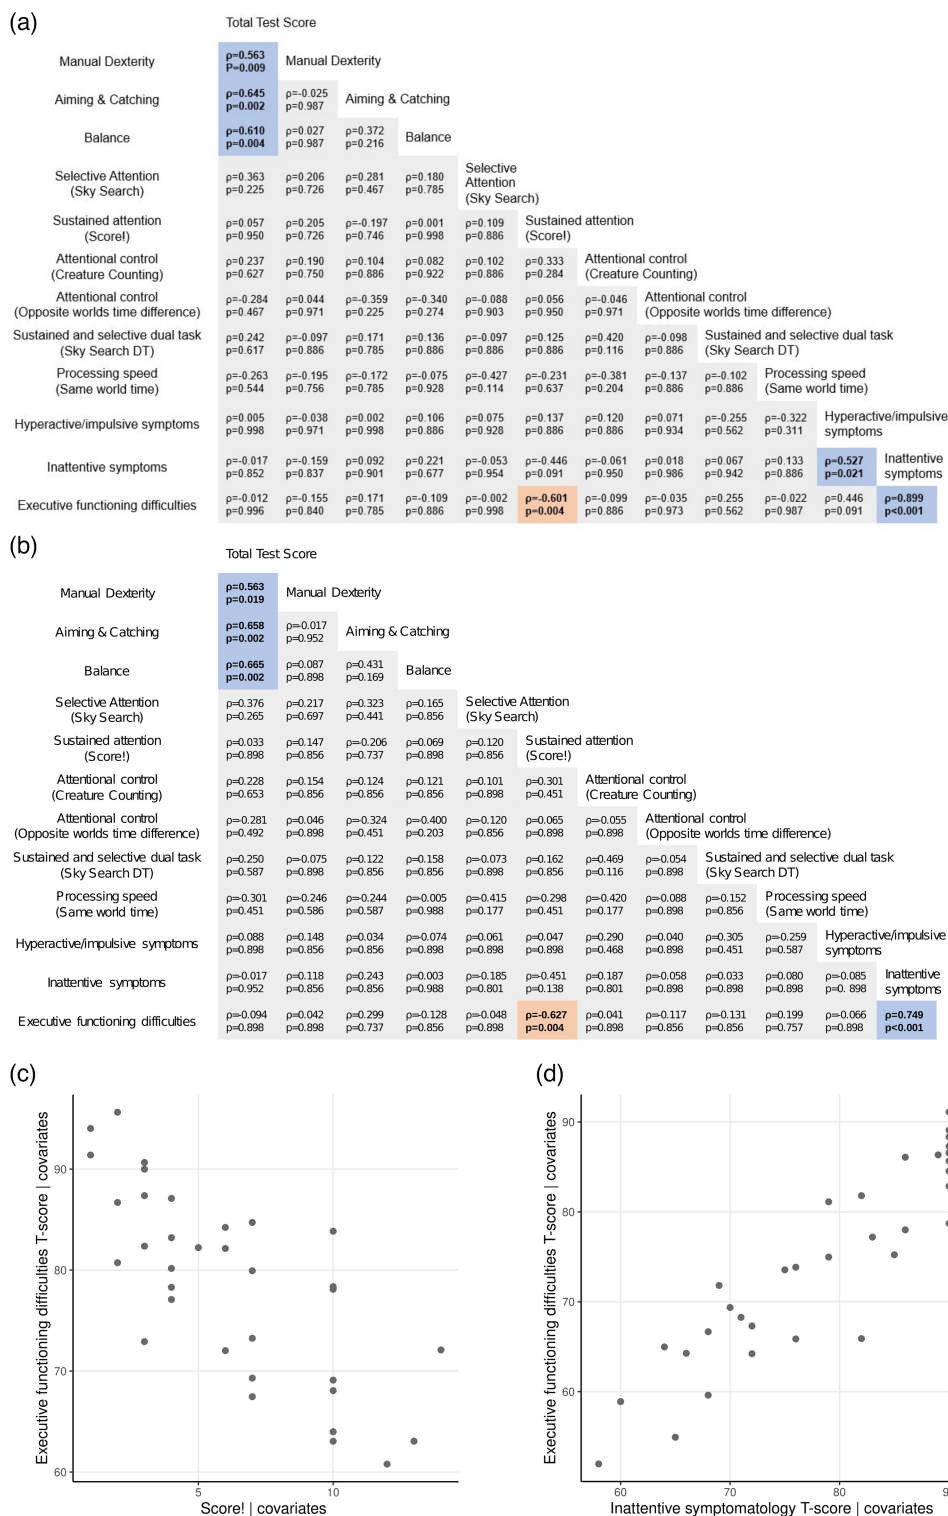 (a)
Total Test Score
Manual Dexterity ρ=0.563 Manual Dexterity
P=0.009
Aiming & Catching ρ=0.645 ρ=-0.025 Aiming & Catching
p=0.002 p=0.987
Balance ρ=0.610 ρ=0.027 ρ=0.372 Balance
p=0.004 p=0.987 p=0.216
Selective Attention ρ=0.363 ρ=0.206 ρ=0.281 ρ=0.180 Selective
(Sky Search) p=0.225 p=0.726 p=0.467 p=0.785 Attention
(Sky Search)
Sustained attention ρ=0.057 ρ=0.205 ρ=-0.197 ρ=0.001 ρ=0.109 Sustained attention
(Score!) p=0.950 p=0.726 p=0.746 p=0.998 p=0.886 (Score!)
Attentional control ρ=0.237 ρ=0.190 ρ=0.104 ρ=0.082 ρ=0.102 ρ=0.333 Attentional control
(Creature Counting) p=0.627 p=0.750 p=0.886 p=0.922 p=0.886 p=0.284 (Creature Counting)
Attentional control ρ=-0.284 ρ=0.044 ρ=-0.359 ρ=-0.340 ρ=-0.088 ρ=0.056 ρ=-0.046 Attentional control
(Opposite worlds time difference) p=0.467 p=0.971 p=0.225 p=0.274 p=0.903 p=0.950 p=0.971 (Opposite worlds time difference)
Sustained and selective dual task ρ=0.242 ρ=-0.097 ρ=0.171 ρ=0.136 ρ=-0.097 ρ=0.125 ρ=0.420 ρ=-0.098 Sustained and selective dual task
(Sky Search DT) p=0.617 p=0.886 p=0.785 p=0.886 p=0.886 p=0.886 p=0.116 p=0.886 (Sky Search DT)
Processing speed ρ=-0.263 ρ=-0.195 ρ=-0.172 ρ=-0.075 ρ=-0.427 ρ=-0.231 ρ=-0.381 ρ=-0.137 ρ=-0.102 Processing speed
(Same world time) p=0.544 p=0.756 p=0.785 p=0.928 p=0.114 p=0.637 p=0.204 p=0.886 p=0.886 (Same world time)
Hyperactive/impulsive symptoms ρ=0.005 ρ=-0.038 ρ=0.002 ρ=0.106 ρ=0.075 ρ=0.137 ρ=0.120 ρ=0.071 ρ=-0.255 ρ=-0.322 Hyperactive/impulsive
p=0.998 p=0.971 p=0.998 p=0.886 p=0.928 p=0.886 p=0.886 p=0.934 p=0.562 p=0.311 symptoms
Inattentive symptoms ρ=-0.017 ρ=-0.159 ρ=0.092 ρ=0.221 ρ=-0.053 ρ=-0.446 ρ=-0.061 ρ=0.018 ρ=0.067 ρ=0.133 ρ=0.527 Inattentive
p=0.852 p=0.837 p=0.901 p=0.677 p=0.954 p=0.091 p=0.950 p=0.986 p=0.942 p=0.886 p=0.021 symptoms
Executive functioning difficulties ρ=-0.012 ρ=-0.155 ρ=0.171 ρ=-0.109 ρ=-0.002 ρ=-0.601 ρ=-0.099 ρ=-0.035 ρ=0.255 ρ=-0.022 ρ=0.446 ρ=0.899
p=0.996 p=0.840 p=0.785 p=0.886 p=0.998 p=0.004 p=0.886 p=0.973 p=0.562 p=0.987 p=0.091 p<0.001
(b)
Total Test Score
Manual Dexterity ρ=0.563 Manual Dexterity
p=0.019
Aiming & Catching ρ=0.658 ρ=-0.017 Aiming & Catching
p=0.002 p=0.952
Balance ρ=0.665 ρ=0.087 ρ=0.431 Balance
p=0.002 p=0.898 p=0.169
Selective Attention ρ=0.376 ρ=0.217 ρ=0.323 ρ=0.165 Selective Attention
(Sky Search) p=0.265 p=0.697 p=0.441 p=0.856 (Sky Search)
Sustained attention ρ=0.033 ρ=0.147 ρ=-0.206 ρ=0.069 ρ=0.120 Sustained attention
(Score!) p=0.898 p=0.856 p=0.737 p=0.898 p=0.856 (Score!)
Attentional control ρ=0.228 ρ=0.154 ρ=0.124 ρ=0.121 ρ=0.101 ρ=0.301 Attentional control
(Creature Counting) p=0.653 p=0.856 p=0.856 p=0.856 p=0.898 p=0.451 (Creature Counting)
Attentional control ρ=-0.281 ρ=0.046 ρ=-0.324 ρ=-0.400 ρ=-0.120 ρ=0.065 ρ=-0.055 Attentional control
(Opposite worlds time difference) p=0.492 p=0.898 p=0.451 p=0.203 p=0.856 p=0.898 p=0.898 (Opposite worlds time difference)
Sustained and selective dual task ρ=0.250 ρ=-0.075 ρ=0.122 ρ=0.158 ρ=-0.073 ρ=0.162 ρ=0.469 ρ=-0.054 Sustained and selective dual task
(Sky Search DT) p=0.587 p=0.898 p=0.856 p=0.856 p=0.898 p=0.856 p=0.116 p=0.898 (Sky Search DT)
Processing speed ρ=-0.301 ρ=-0.246 ρ=-0.244 ρ=-0.005 ρ=-0.415 ρ=-0.298 ρ=-0.420 ρ=-0.088 ρ=-0.152 Processing speed
(Same world time) p=0.451 p=0.586 p=0.587 p=0.988 p=0.177 p=0.451 p=0.177 p=0.898 p=0.856 (Same world time)
Hyperactive/impulsive symptoms ρ=0.088 ρ=0.148 ρ=0.034 ρ=-0.074 ρ=0.061 ρ=0.047 ρ=0.290 ρ=0.040 ρ=0.305 ρ=-0.259 Hyperactive/impulsive
p=0.898 p=0.856 p=0.856 p=0.898 p=0.898 p=0.898 p=0.468 p=0.898 p=0.451 p=0.587 symptoms
Inattentive symptoms ρ=-0.017 ρ=0.118 ρ=0.243 ρ=0.003 ρ=-0.185 ρ=-0.451 ρ=0.187 ρ=-0.058 ρ=0.033 ρ=0.080 ρ=-0.085 Inattentive
p=0.952 p=0.856 p=0.856 p=0.988 p=0.801 p=0.138 p=0.801 p=0.898 p=0.898 p=0.898 p=0. 898 symptoms
Executive functioning difficulties ρ=-0.094 ρ=0.042 ρ=0.299 ρ=-0.128 ρ=-0.048 ρ=-0.627 ρ=0.041 ρ=-0.117 ρ=-0.131 ρ=0.199 ρ=-0.066 ρ=0.749
p=0.898 p=0.898 p=0.737 p=0.856 p=0.898 p=0.004 p=0.898 p=0.856 p=0.856 p=0.757 p=0.898 p<0.001
(c)
Executive functioning difficulties T-score | covariates
90
80
70
60
5 10
Score! | covariates
(d)
Executive functioning difficulties T-score | covariates
90
80
70
60
60 70 80 9
Inattentive symptomatology T-score | covariates